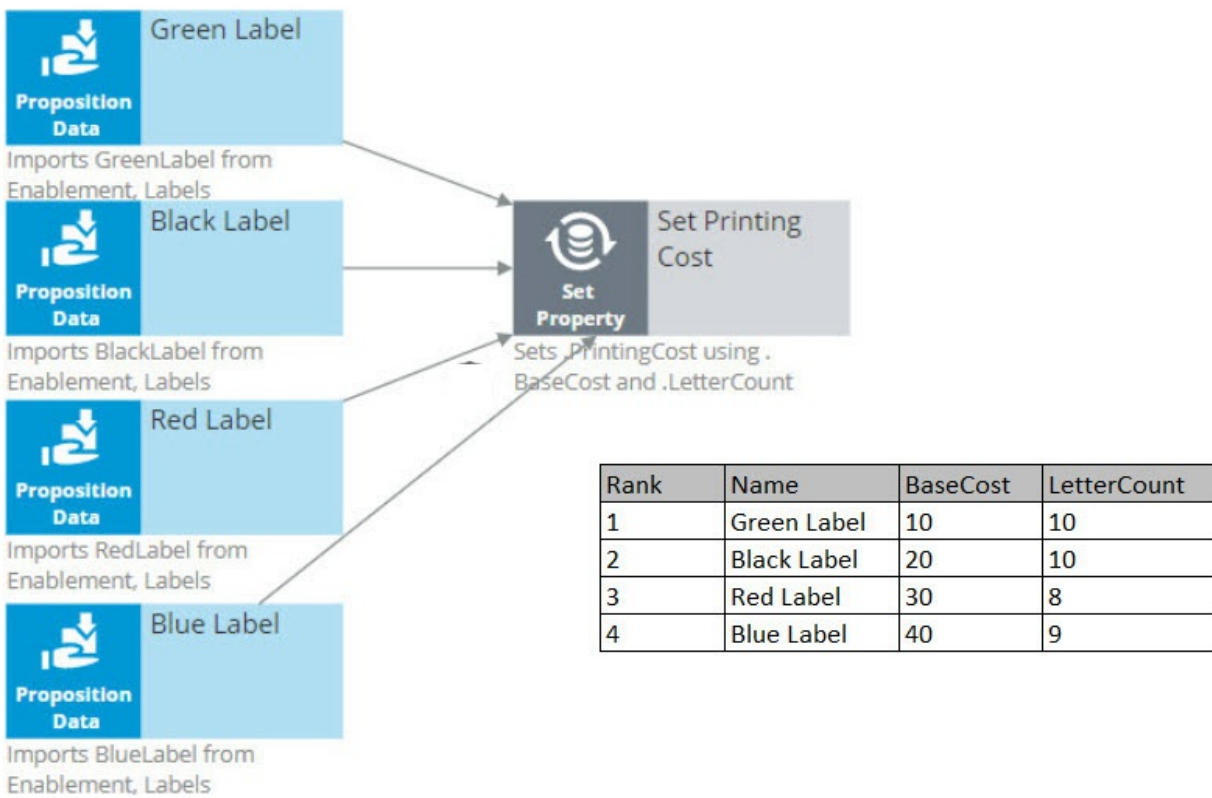 Green Label
Proposition
Data
Imports GreenLabel from
Enablement, Labels
Black Label
Proposition
Data
Imports BlackLabel from
Enablement, Labels
Red Label
Proposition
Data
Imports RedLabel from
Enablement, Labels
Blue Label
Proposition
Data
Imports BlueLabel from
Enablement, Labels
Set Printing
Cost
Set
Property
Sets .PrintingCost using .
BaseCost and .LetterCount
Rank Name BaseCost LetterCount
1 Green Label 10 10
2 Black Label 20 10
3 Red Label 30 8
4 Blue Label 40 9